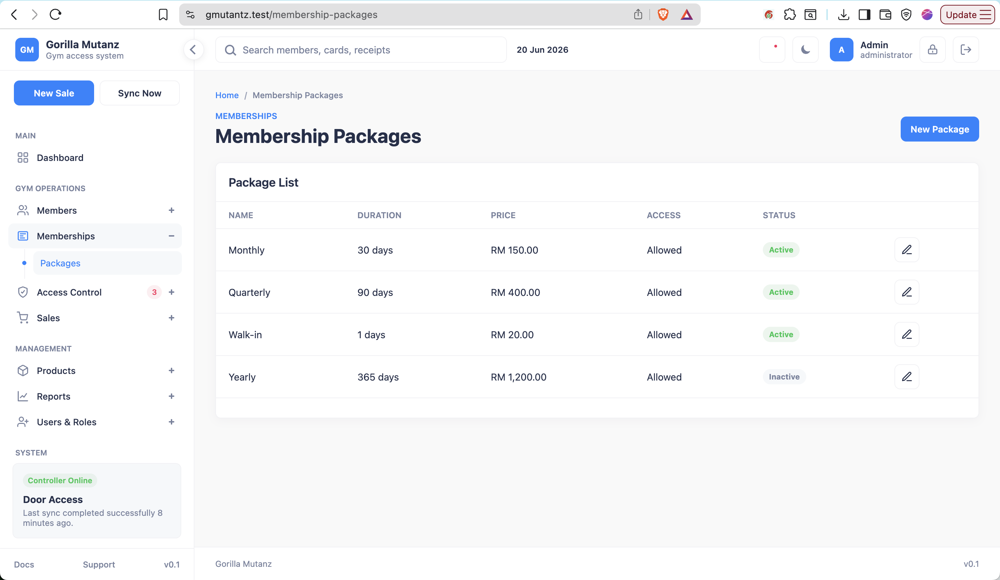 gmutantz.test/membership-packages
Update
GM
Gorilla Mutanz
Gym access system
Search members, cards, receipts
20 Jun 2026
A
Admin
administrator
New Sale
Sync Now
MAIN
Dashboard
GYM OPERATIONS
Members
Memberships
Packages
Access Control
3
Sales
MANAGEMENT
Products
Reports
Users & Roles
SYSTEM
Controller Online
Door Access
Last sync completed successfully 8
minutes ago.
Docs
Support
v0.1
Home / Membership Packages
MEMBERSHIPS
Membership Packages
New Package
Package List
NAME DURATION PRICE ACCESS STATUS
Monthly 30 days RM 150.00 Allowed Active
Quarterly 90 days RM 400.00 Allowed Active
Walk-in 1 days RM 20.00 Allowed Active
Yearly 365 days RM 1,200.00 Allowed Inactive
Gorilla Mutanz
v0.1